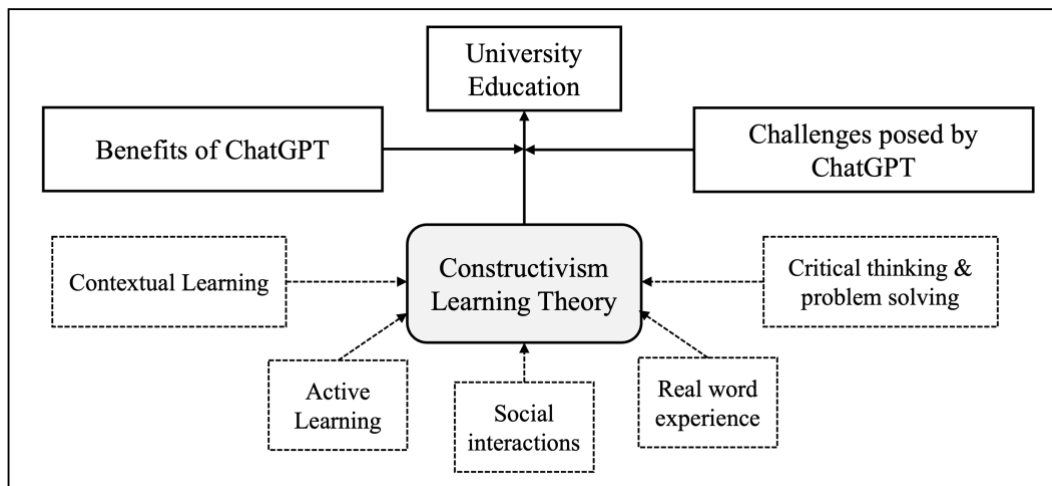 University
Education
Benefits of ChatGPT
Challenges posed by
ChatGPT
Contextual Learning
Constructivism
Learning Theory
Critical thinking &
problem solving
Active
Learning
Social
interactions
Real word
experience